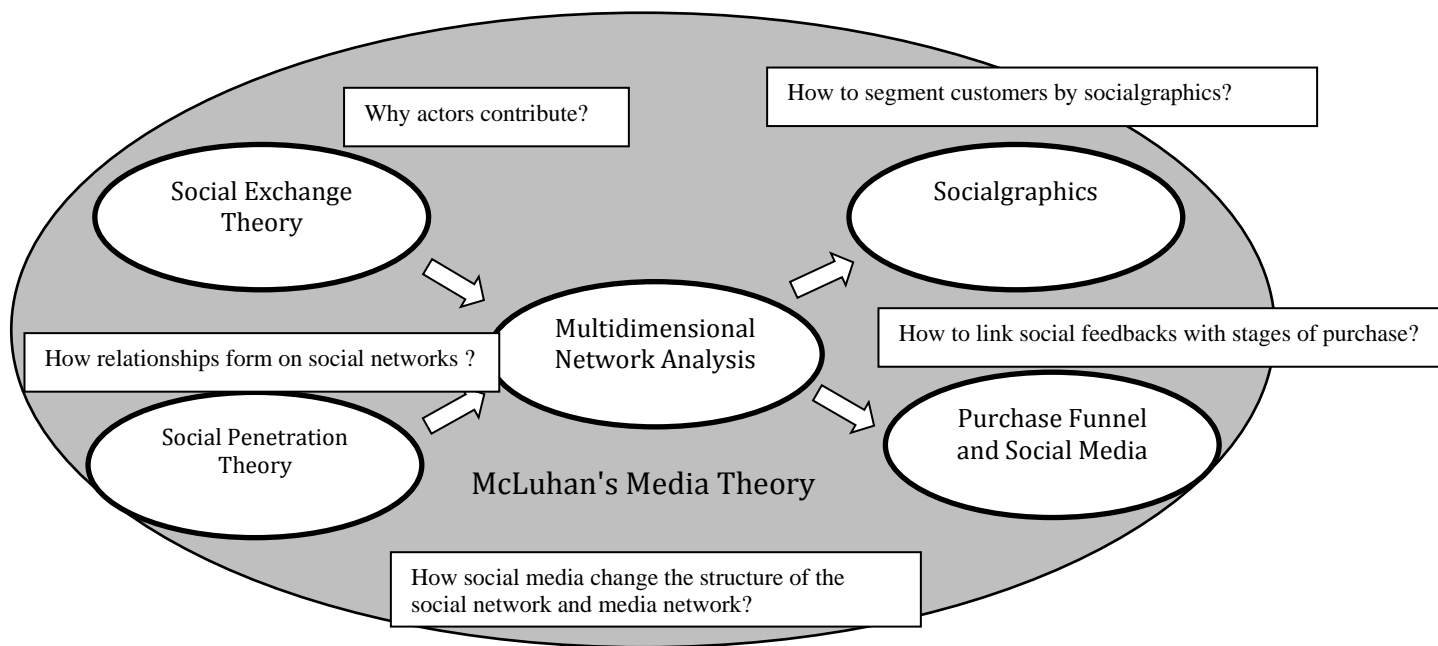 Why actors contribute?
How to segment customers by socialgraphics?
Social Exchange
Theory
Socialgraphics
Multidimensional
Network Analysis
How relationships form on social networks ?
How to link social feedbacks with stages of purchase?
Social Penetration
Theory
Purchase Funnel
and Social Media
McLuhan's Media Theory
How social media change the structure of the
social network and media network?